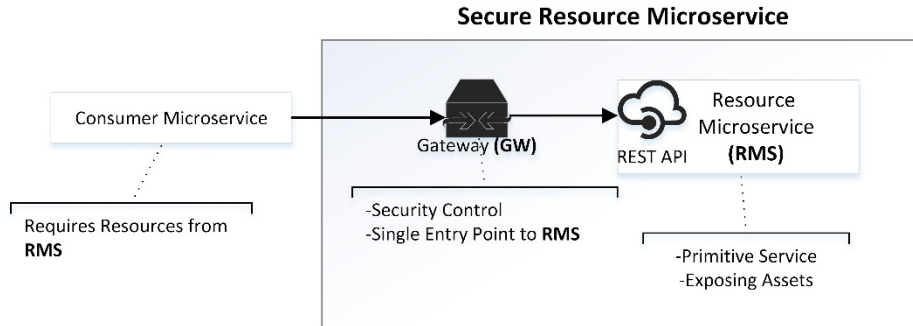 Secure Resource Microservice
Consumer Microservice
Gateway (GW)
REST API
Resource
Microservice
(RMS)
Requires Resources from
RMS
-Security Control
-Single Entry Point to RMS
-Primitive Service
-Exposing Assets